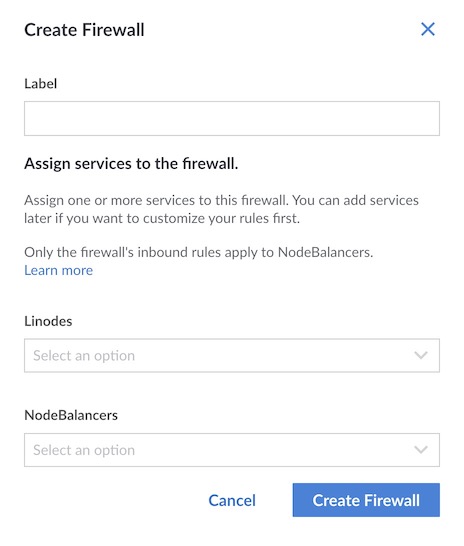 Create Firewall
Label
Assign services to the firewall.
Assign one or more services to this firewall. You can add services
later if you want to customize your rules first.
Only the firewall's inbound rules apply to NodeBalancers.
Learn more
Linodes
Select an option
NodeBalancers
Select an option
Cancel
Create Firewall